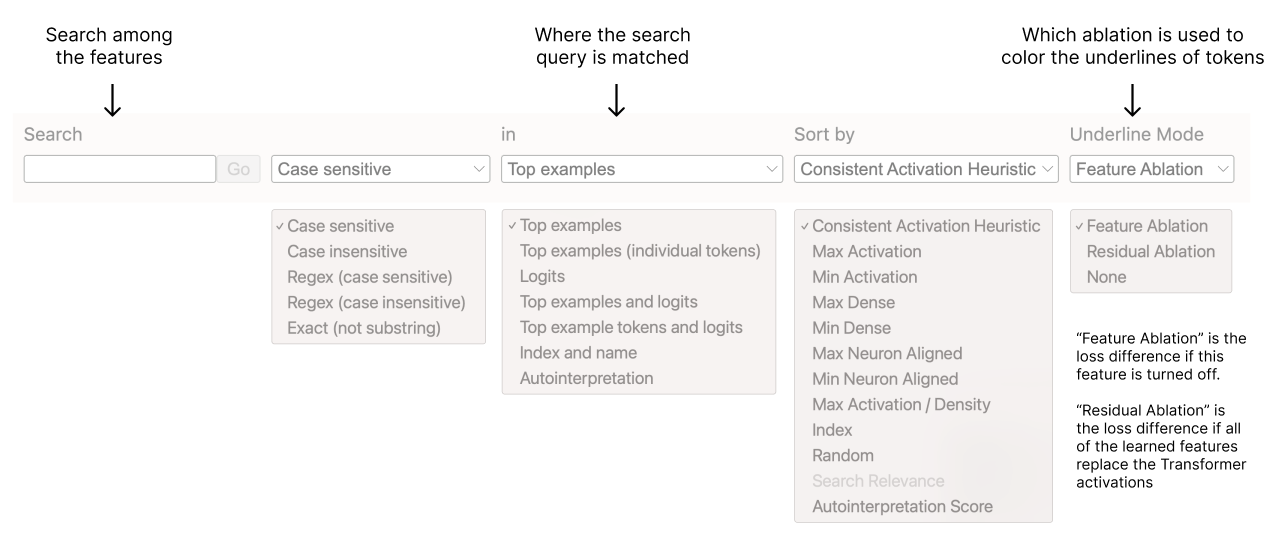 Search among
the features
Where the search
query is matched
Which ablation is used to
color the underlines of tokens
Search
in
Sort by
Underline Mode
Go
Case sensitive
Top examples
Consistent Activation Heuristic
Feature Ablation
✓ Case sensitive
Case insensitive
Regex (case sensitive)
Regex (case insensitive)
Exact (not substring)
✓ Top examples
Top examples (individual tokens)
Logits
Top examples and logits
Top example tokens and logits
Index and name
Autointerpretation
✓ Consistent Activation Heuristic
Max Activation
Min Activation
Max Dense
Min Dense
Max Neuron Aligned
Min Neuron Aligned
Max Activation / Density
Index
Random
Search Relevance
Autointerpretation Score
✓ Feature Ablation
Residual Ablation
None
“Feature Ablation” is the
loss difference if this
feature is turned off.
“Residual Ablation” is
the loss difference if all
of the learned features
replace the Transformer
activations